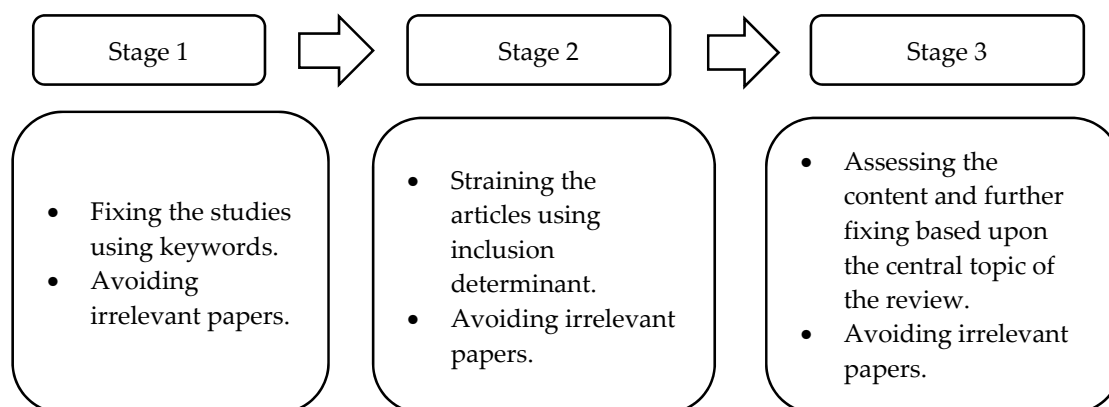 Stage 1
Stage 2
Stage 3
• Fixing the studies
using keywords.
• Avoiding
irrelevant papers.
• Straining the
articles using
inclusion
determinant.
• Avoiding irrelevant
papers.
• Assessing the
content and further
fixing based upon
the central topic of
the review.
• Avoiding irrelevant
papers.